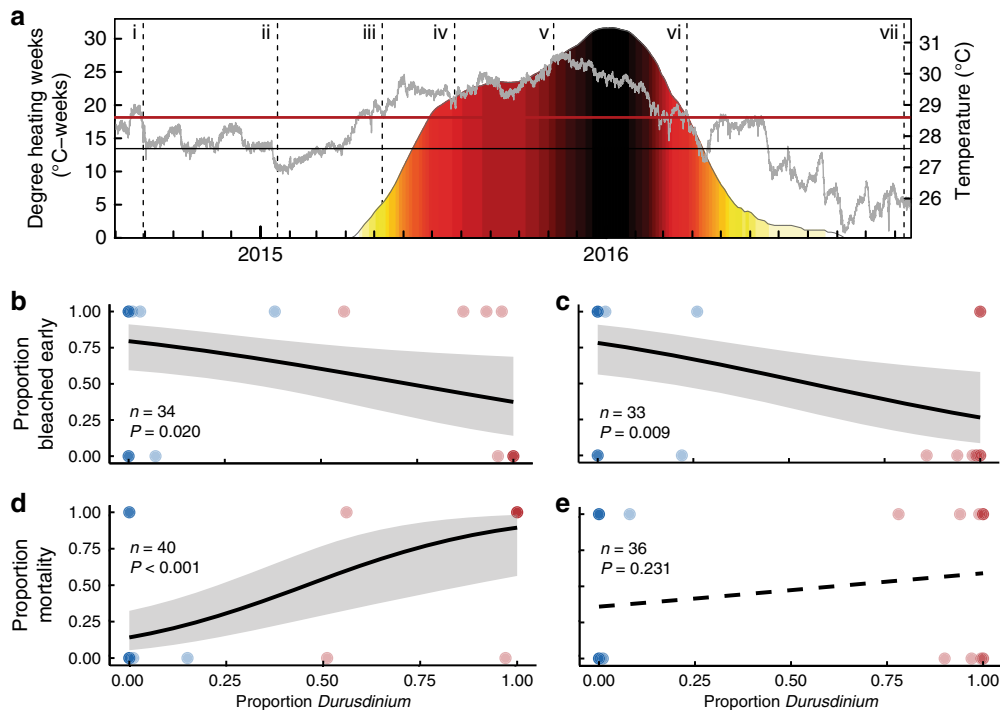 a
i ii iii iv v vi vii
Degree heating weeks
(°C–weeks)
30
25
20
15
10
5
0
31
30
29
28
27
26
Temperature (°C)
2015 2016
b
Proportion
bleached early
1.00
0.75
0.50
0.25
0.00
n = 34
P = 0.020
c
n = 33
P = 0.009
d
Proportion
mortality
1.00
0.75
0.50
0.25
0.00
n = 40
P < 0.001
0.00 0.25 0.50 0.75 1.00
Proportion Durusdinium
e
n = 36
P = 0.231
0.00 0.25 0.50 0.75 1.00
Proportion Durusdinium